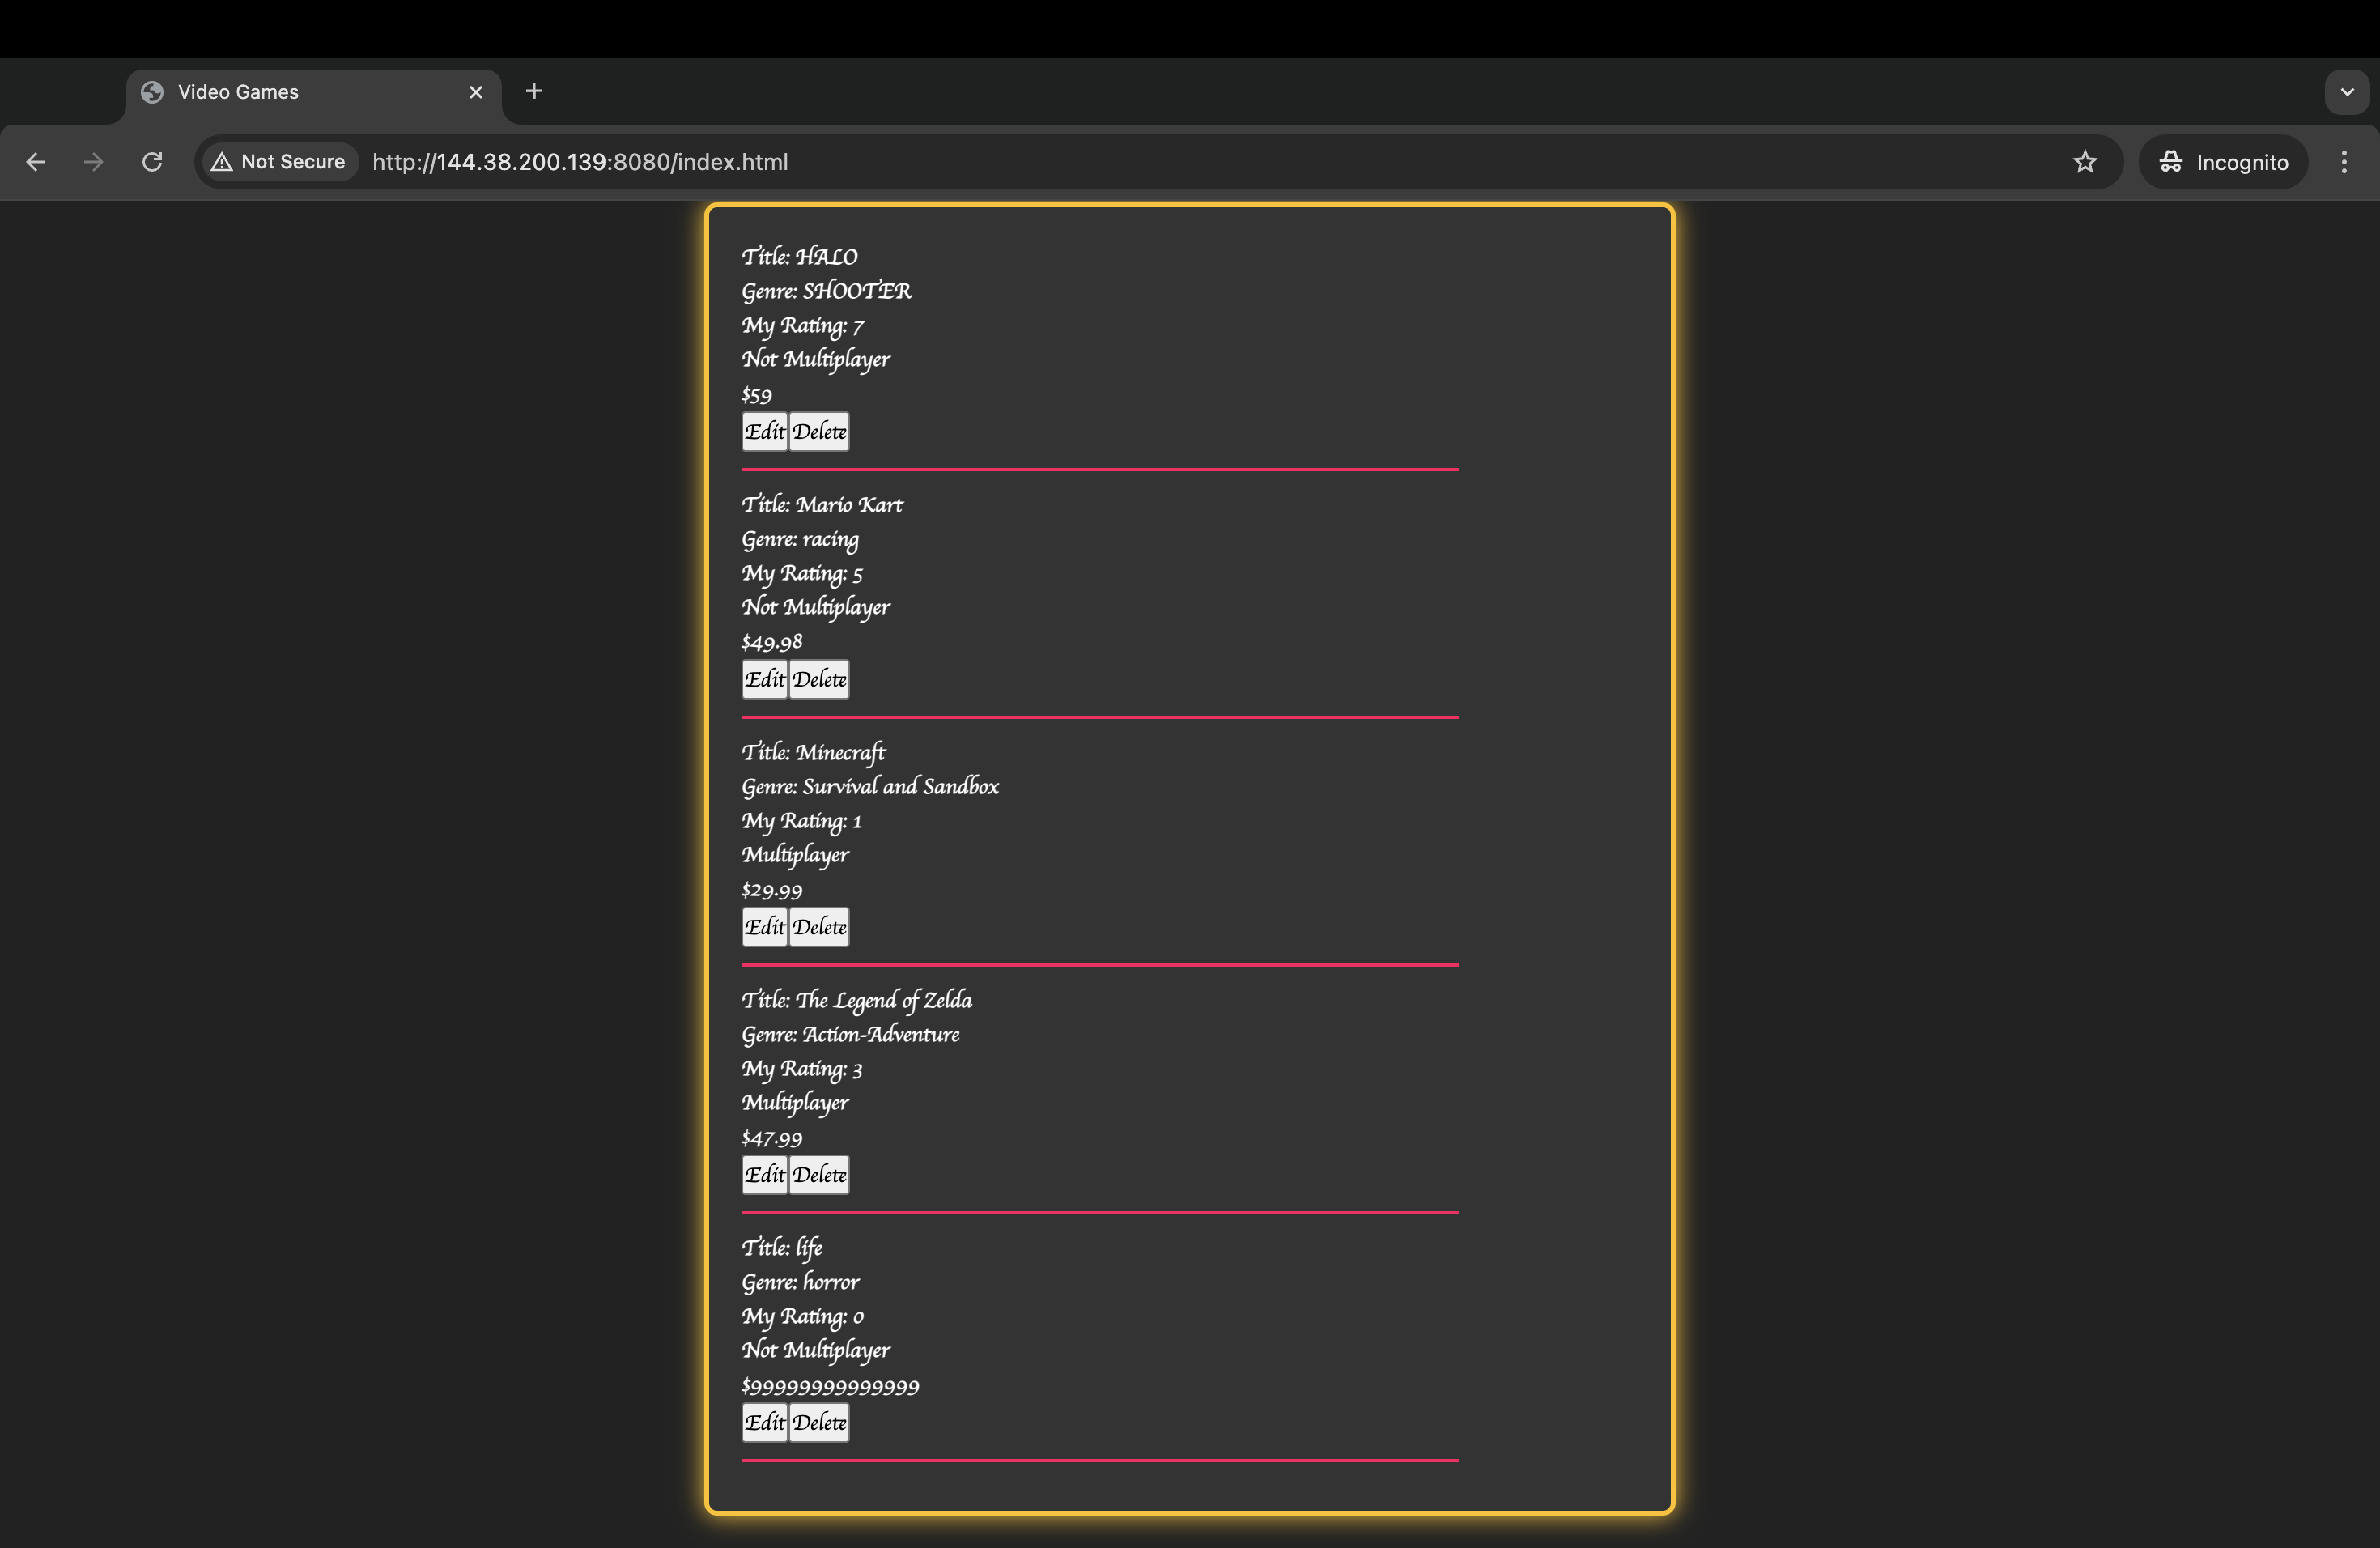 Video Games
Not Secure
http://144.38.200.139:8080/index.html
Incognito
Title: HALO
Genre: SHOOTER
My Rating: 7
Not Multiplayer
$59
Edit Delete
Title: Mario Kart
Genre: racing
My Rating: 5
Not Multiplayer
$49.98
Edit Delete
Title: Minecraft
Genre: Survival and Sandbox
My Rating: 1
Multiplayer
$29.99
Edit Delete
Title: The Legend of Zelda
Genre: Action-Adventure
My Rating: 3
Multiplayer
$47.99
Edit Delete
Title: life
Genre: horror
My Rating: 0
Not Multiplayer
$99999999999999
Edit Delete